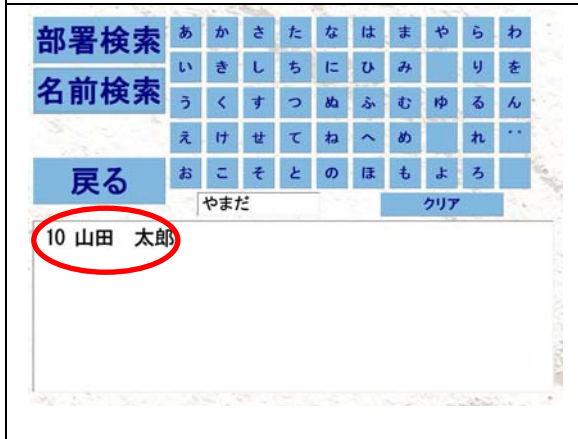 部署検索
名前検索
戻る
あ か さ た な は ま や ら わ
い き し ち に ひ み り を
う く す つ ぬ ふ む ゆ る ん
え け せ て ね へ め れ ゛
お こ そ と の ほ も よ ろ
やまだ
クリア
10 山田 太郎